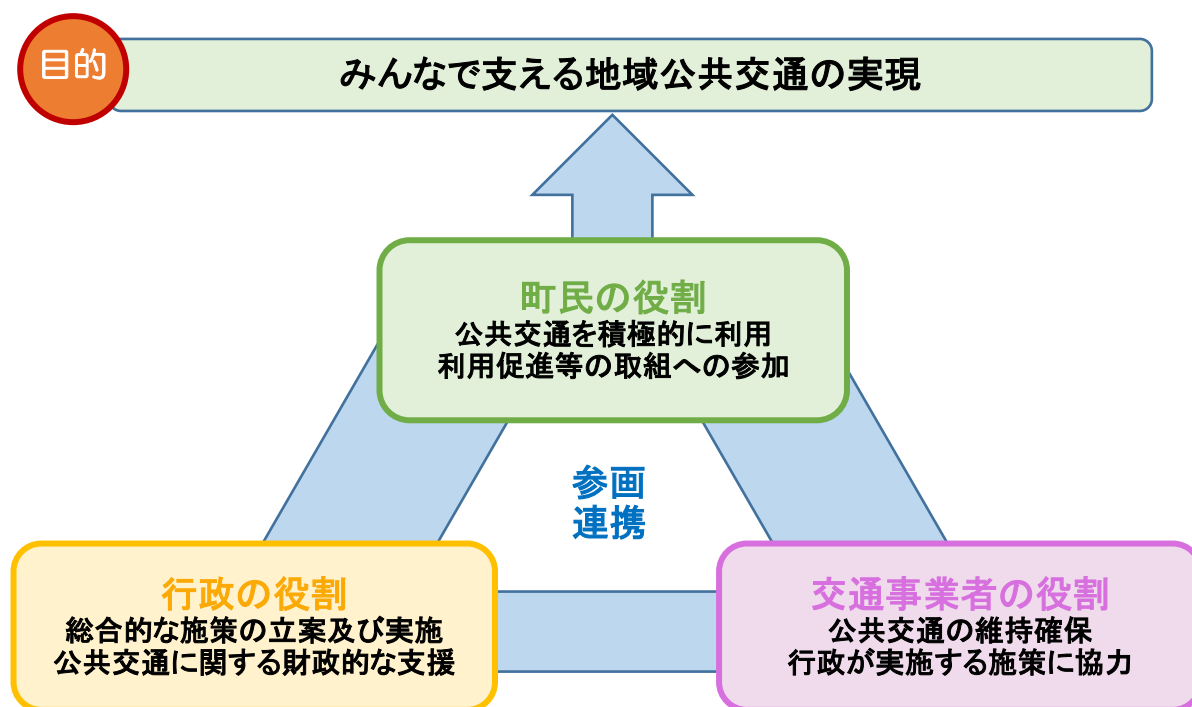 目的
みんなで支える地域公共交通の実現
町民の役割
公共交通を積極的に利用
利用促進等の取組への参加
参画
連携
行政の役割
総合的な施策の立案及び実施
公共交通に関する財政的な支援
交通事業者の役割
公共交通の維持確保
行政が実施する施策に協力